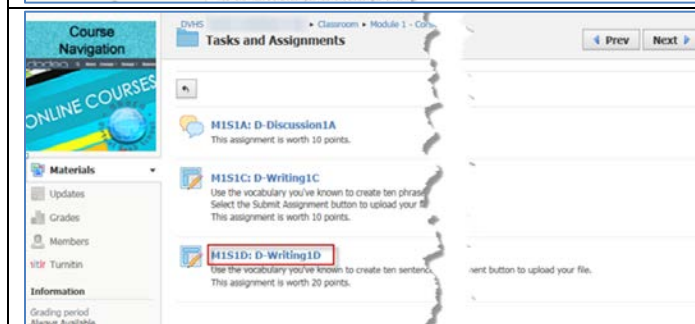 Course
Navigation
ONLINE COURSES
Materials
Updates
Grades
Members
Turnitin
Information
Grading period
Always Available
DVHS
• Classroom • Module 1 -
Tasks and Assignments
Prev Next
M1S1A: D-Discussion1A
This assignment is worth 10 points.
M1S1C: D-Writing1C
Use the vocabulary you've known to create ten phrase
Select the Submit Assignment button to upload your
This assignment is worth 10 points.
M1S1D: D-Writing1D
Use the vocabulary you've known to create ten sentenc ment button to upload your file.
This assignment is worth 20 points.